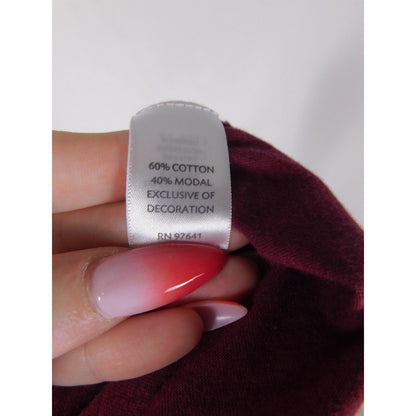 60% COTTON
40% MODAL
EXCLUSIVE OF
DECORATION
RN 97641